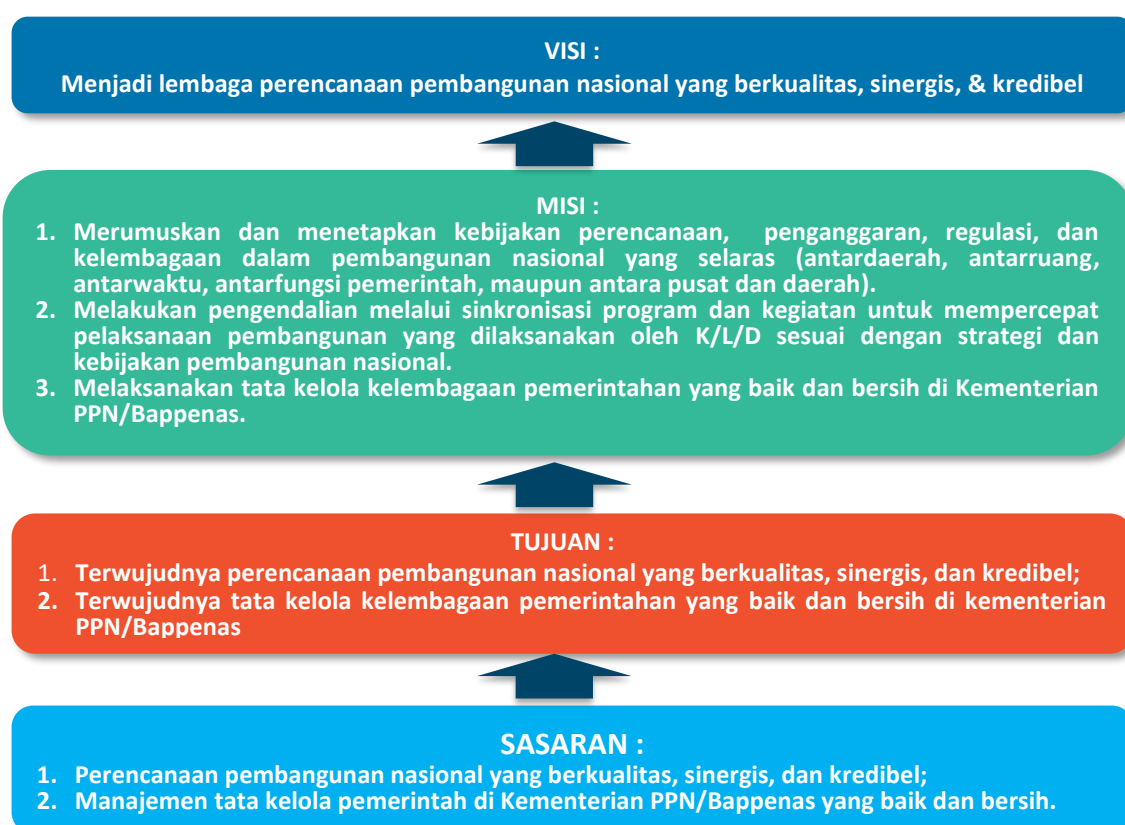 VISI :
Menjadi lembaga perencanaan pembangunan nasional yang berkualitas, sinergis, & kredibel
MISI :
1. Merumuskan dan menetapkan kebijakan perencanaan, penganggaran, regulasi, dan
kelembagaan dalam pembangunan nasional yang selaras (antardaerah, antarruang,
antarwaktu, antarfungsi pemerintah, maupun antara pusat dan daerah).
2. Melakukan pengendalian melalui sinkronisasi program dan kegiatan untuk mempercepat
pelaksanaan pembangunan yang dilaksanakan oleh K/L/D sesuai dengan strategi dan
kebijakan pembangunan nasional.
3. Melaksanakan tata kelola kelembagaan pemerintahan yang baik dan bersih di Kementerian
PPN/Bappenas.
TUJUAN :
1. Terwujudnya perencanaan pembangunan nasional yang berkualitas, sinergis, dan kredibel;
2. Terwujudnya tata kelola kelembagaan pemerintahan yang baik dan bersih di kementerian
PPN/Bappenas
SASARAN :
1. Perencanaan pembangunan nasional yang berkualitas, sinergis, dan kredibel;
2. Manajemen tata kelola pemerintah di Kementerian PPN/Bappenas yang baik dan bersih.